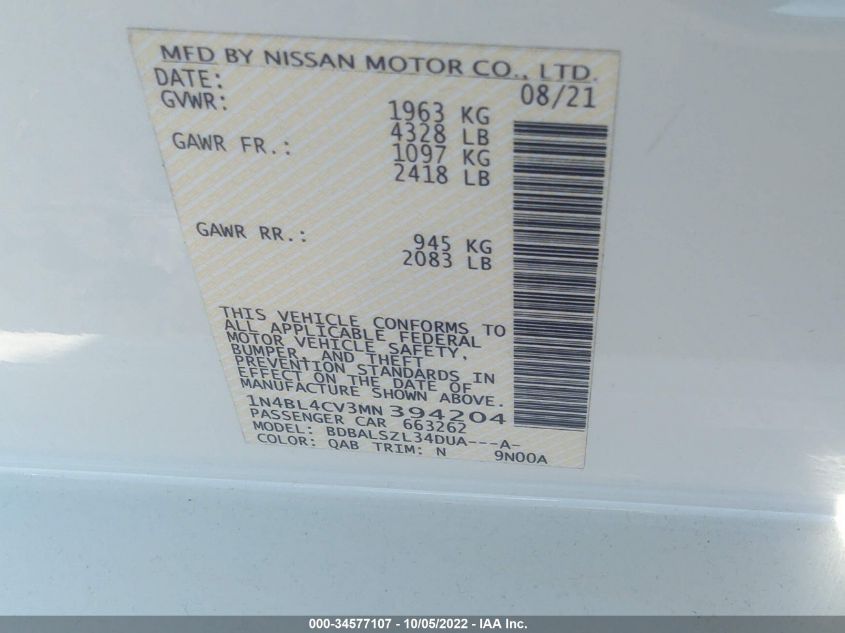 MFD BY NISSAN MOTOR CO., LTD.
DATE: 08/21
GVWR: 1963 KG
4328 LB
GAWR FR.: 1097 KG
2418 LB
GAWR RR.: 945 KG
2083 LB
THIS VEHICLE CONFORMS TO
ALL APPLICABLE FEDERAL
MOTOR VEHICLE SAFETY,
BUMPER, AND THEFT
PREVENTION STANDARDS IN
EFFECT ON THE DATE OF
MANUFACTURE SHOWN ABOVE.
1N4BL4CV3MN 394204
PASSENGER CAR 663262
MODEL: BDBALSZL34DUA---A-
COLOR: QAB TRIM: N 9N00A
000-34577107 - 10/05/2022 - IAA Inc.